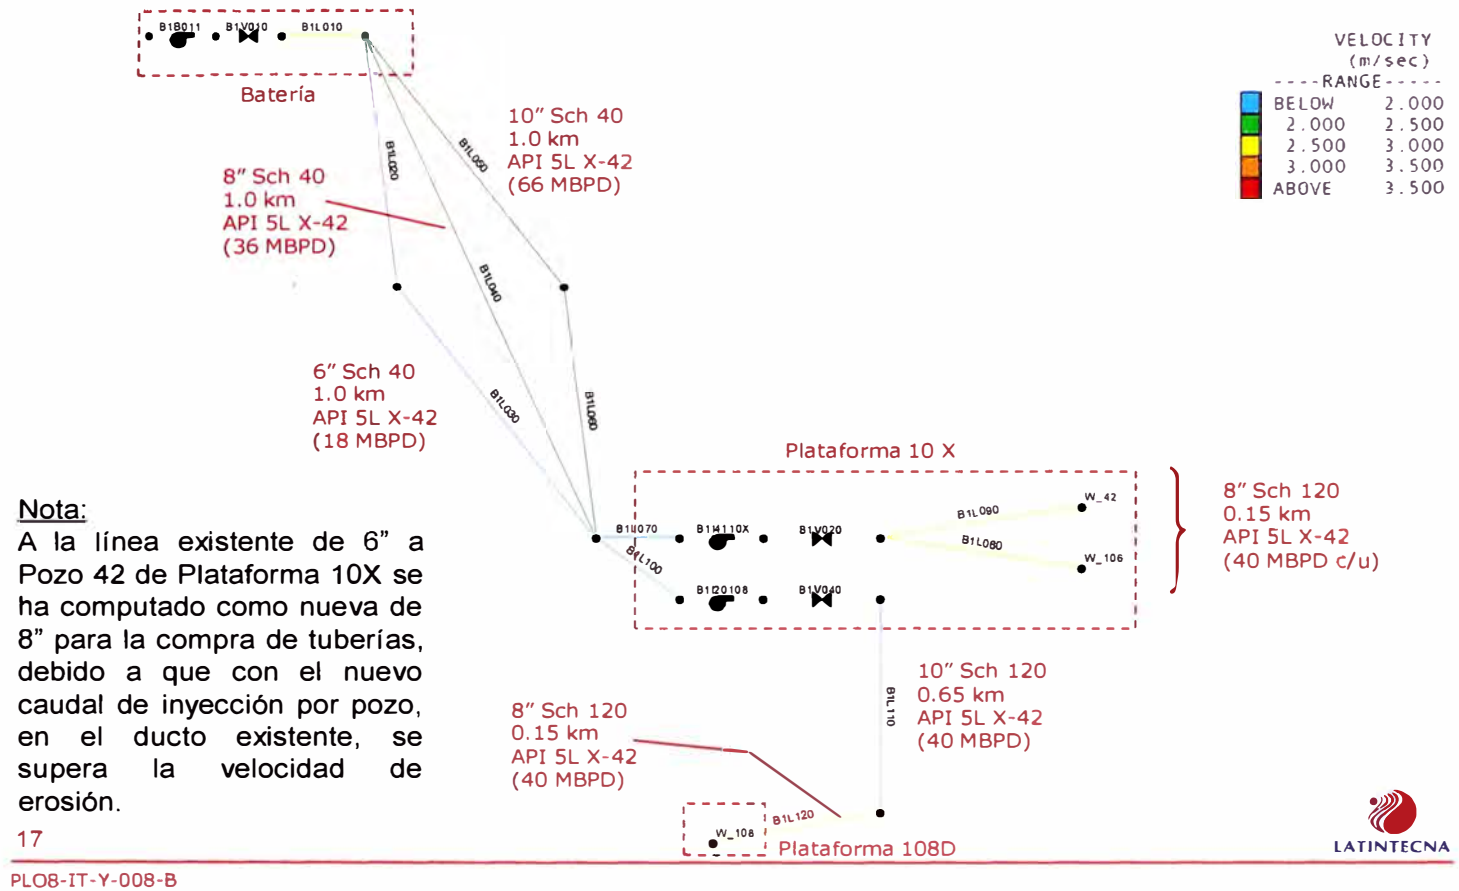 B1B011 B1V010 B1L010
Batería
VELOCITY
(m/sec)
----RANGE-----
BELOW 2.000
2.000 2.500
2.500 3.000
3.000 3.500
ABOVE 3.500
10" Sch 40
1.0 km
API 5L X-42
(66 MBPD)
B1L050
B1L020
8" Sch 40
1.0 km
API 5L X-42
(36 MBPD)
B1L040
6" Sch 40
1.0 km
API 5L X-42
(18 MBPD)
B1L030
B1L060
Plataforma 10 X
B1L070 B1I4110X B1V020 B1L090 W_42
B1L080 W_106
B1L100 B1I20108 B1V040
8" Sch 120
0.15 km
API 5L X-42
(40 MBPD c/u)
Nota:
A la línea existente de 6" a
Pozo 42 de Plataforma 10X se
ha computado como nueva de
8" para la compra de tuberías,
debido a que con el nuevo
caudal de inyección por pozo,
en el ducto existente, se
supera la velocidad de
erosión.
10" Sch 120
0.65 km
API 5L X-42
(40 MBPD)
B1L110
8" Sch 120
0.15 km
API 5L X-42
(40 MBPD)
B1L120
W_108
Plataforma 108D
17
LATINTECNA
PL08-IT-Y-008-B